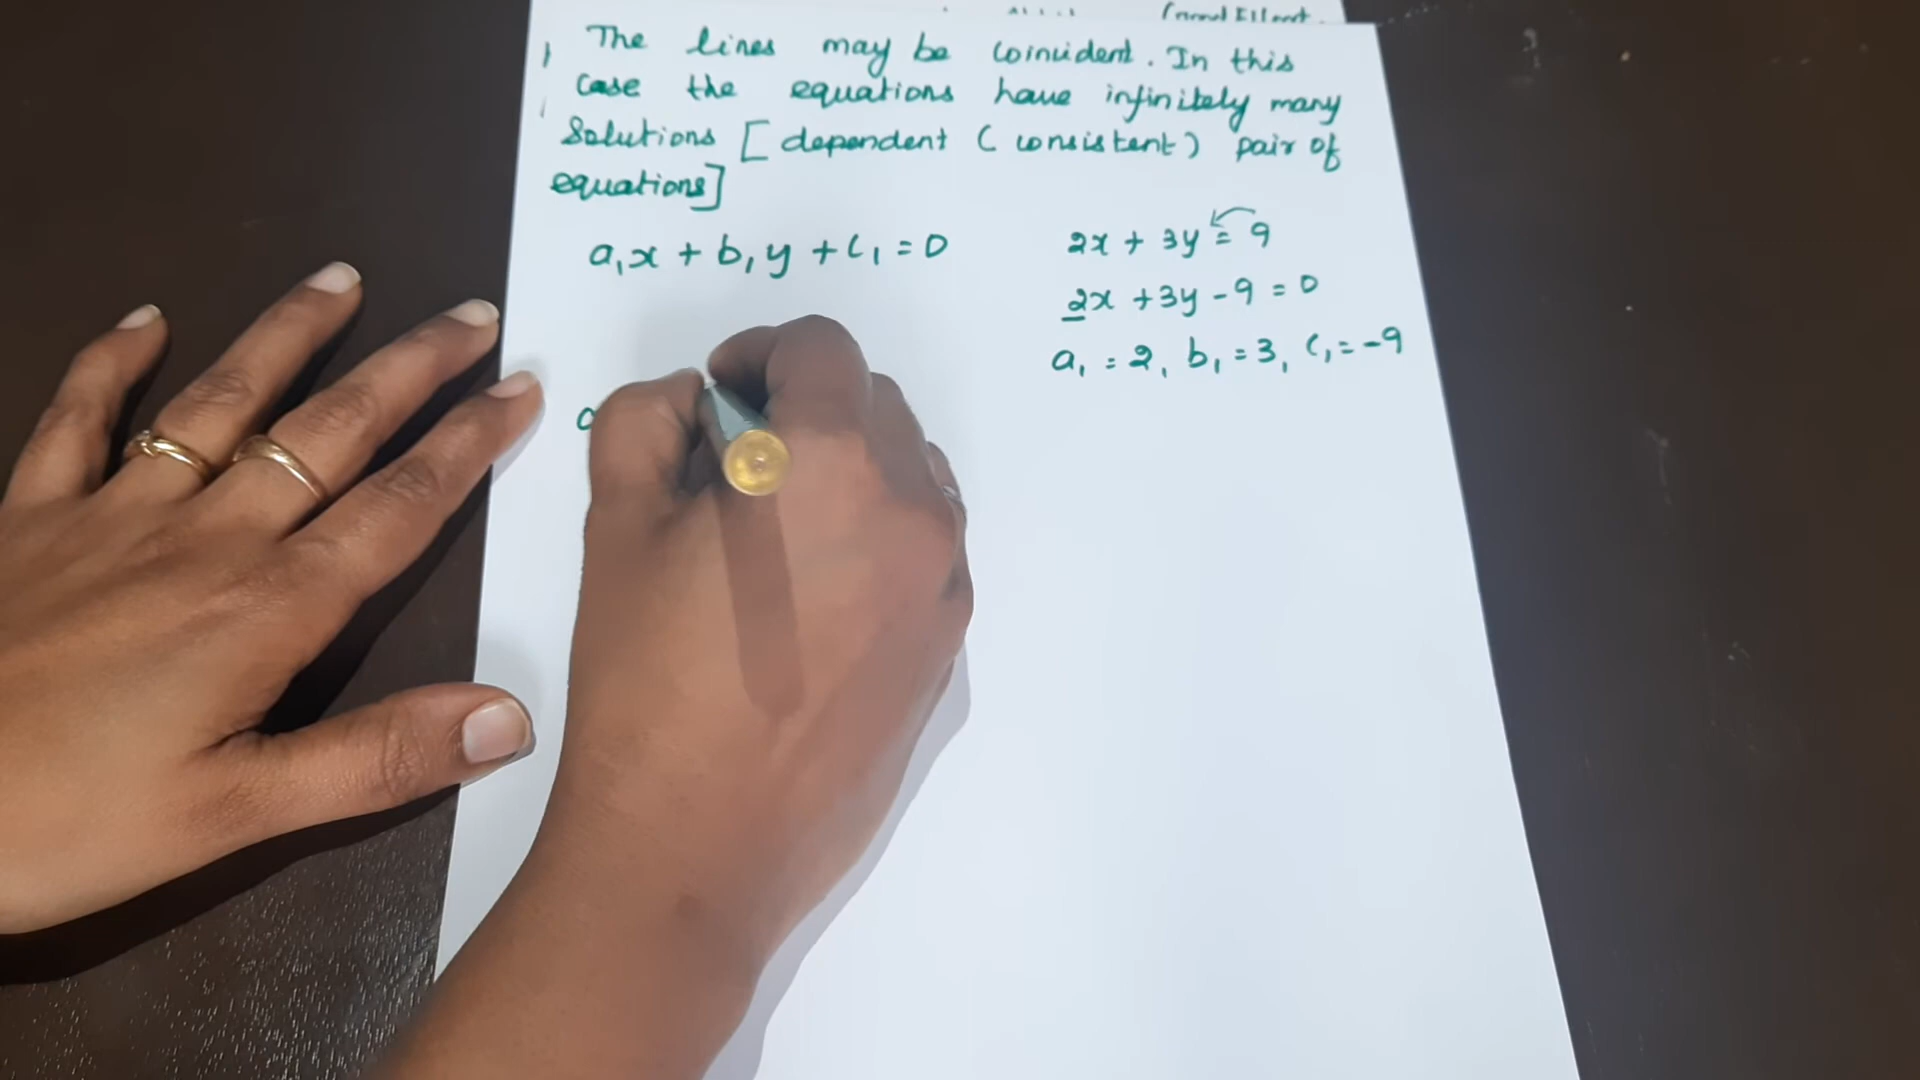 The lines may be coinident. In this
case the equations have infinitely many
Solutions [dependent (consistent) pair of
equations]
a₁x + b₁y + c₁ = 0
2x + 3y = 9
2x + 3y - 9 = 0
a₁ = 2, b₁ = 3, c₁ = -9